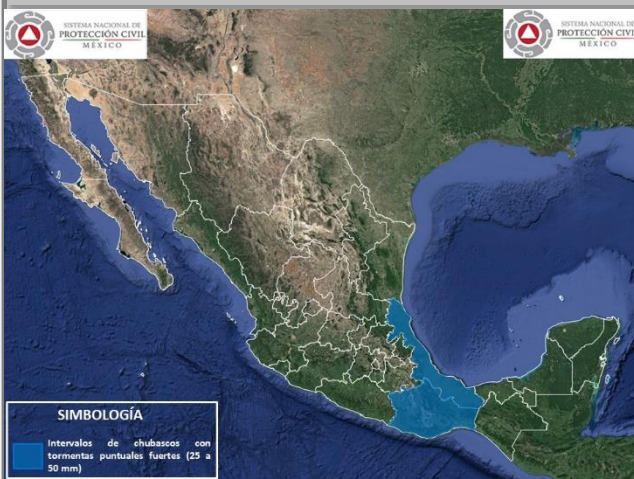 SISTEMA NACIONAL DE
PROTECCIÓN CIVIL
MÉXICO
SISTEMA NACIONAL DE
PROTECCIÓN CIVIL
MÉXICO
SIMBOLOGÍA
Intervalos de chubascos con
tormentas puntuales fuertes (25 a
50 mm)